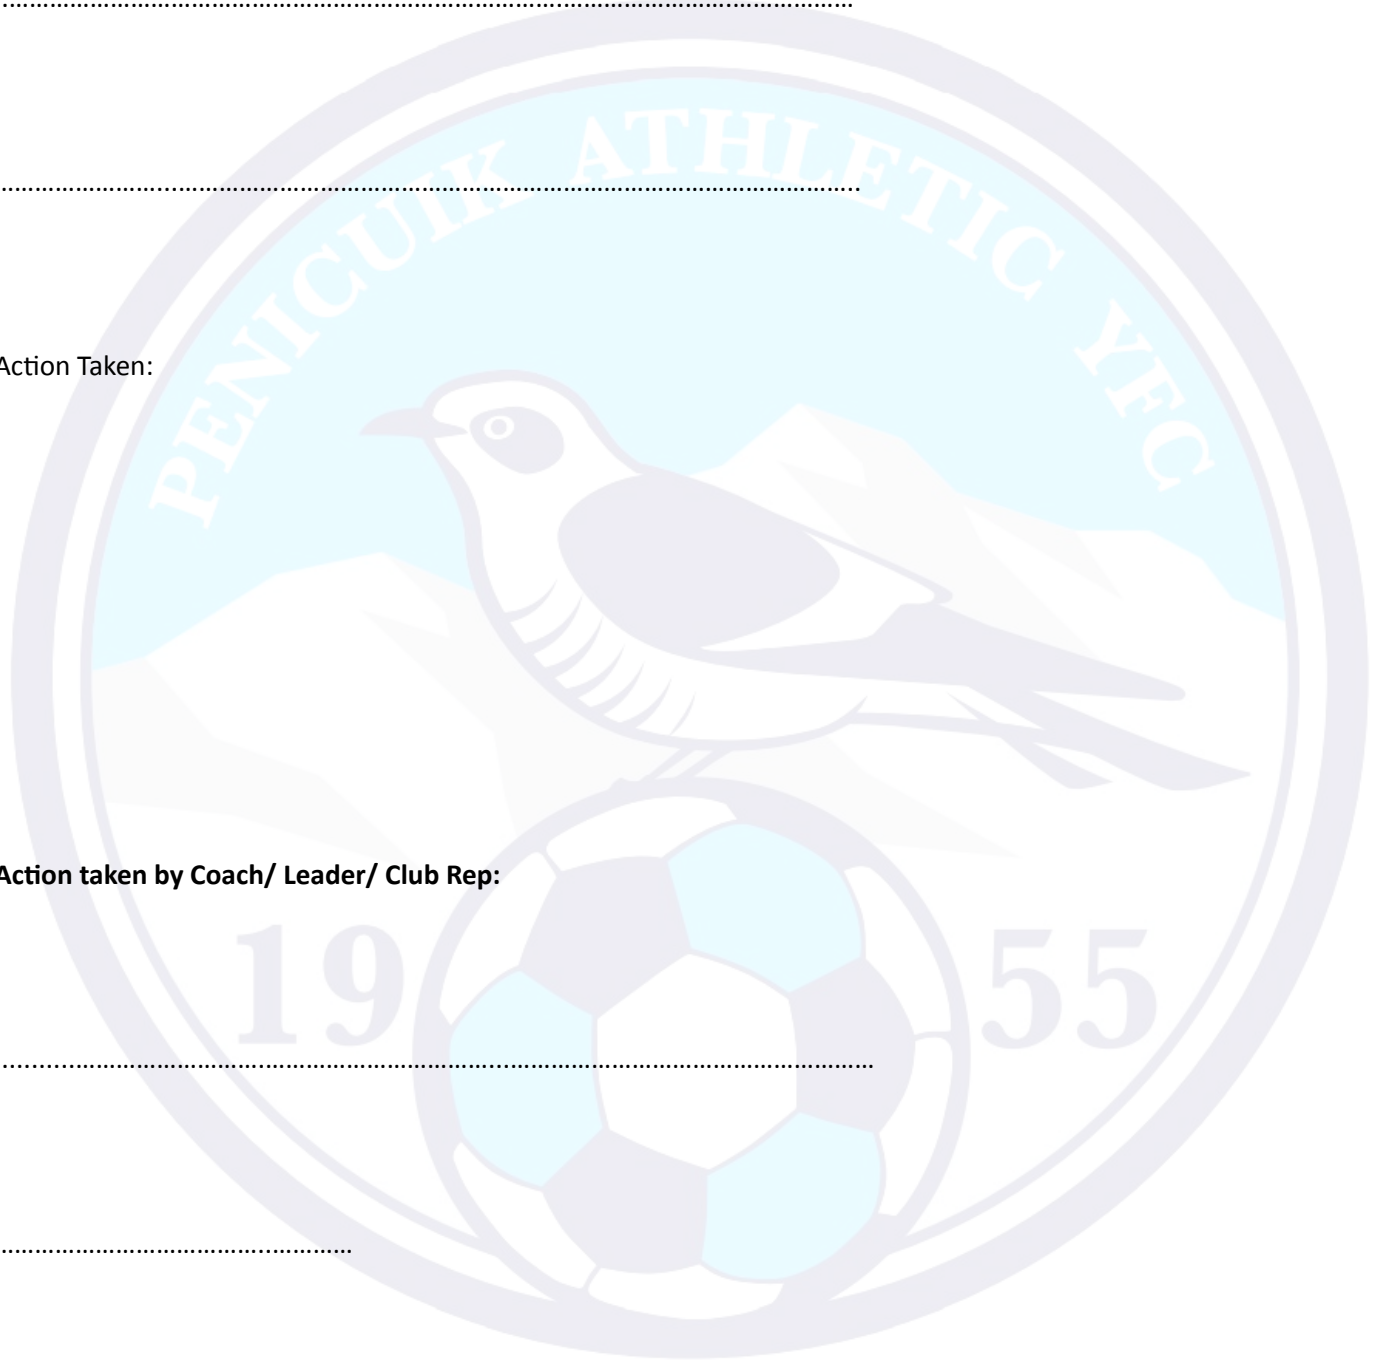 ……………………………………………………………………………………………
……………………………………………………………………………………………
PENICUIK ATHLETIC YFC
Action Taken:
Action taken by Coach/ Leader/ Club Rep:
19 55
……………………………………………………………………………………………
……………………………………